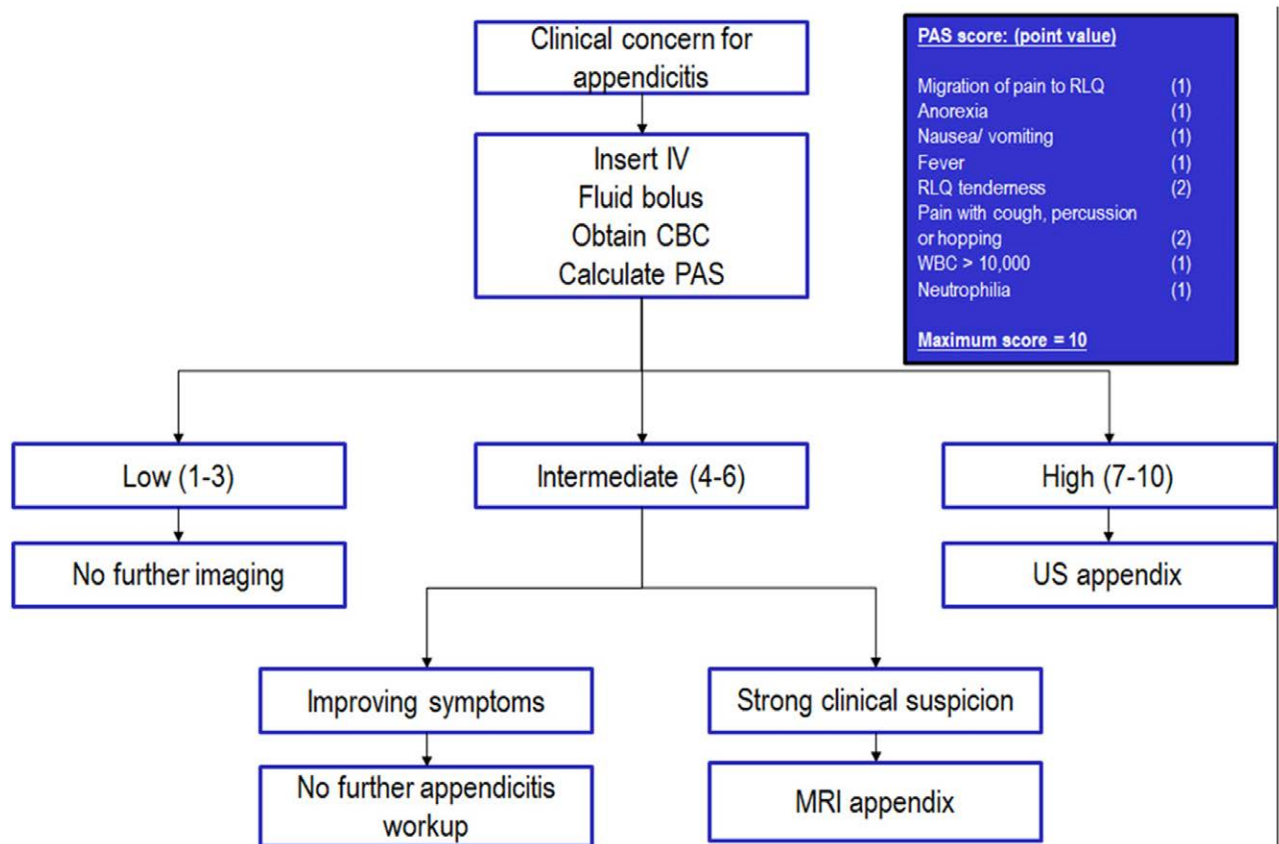 Clinical concern for
appendicitis
Insert IV
Fluid bolus
Obtain CBC
Calculate PAS
PAS score: (point value)
Migration of pain to RLQ (1)
Anorexia (1)
Nausea/ vomiting (1)
Fever (1)
RLQ tenderness (2)
Pain with cough, percussion
or hopping (2)
WBC > 10,000 (1)
Neutrophilia (1)
Maximum score = 10
Low (1-3)
Intermediate (4-6)
High (7-10)
No further imaging
US appendix
Improving symptoms
Strong clinical suspicion
No further appendicitis
workup
MRI appendix